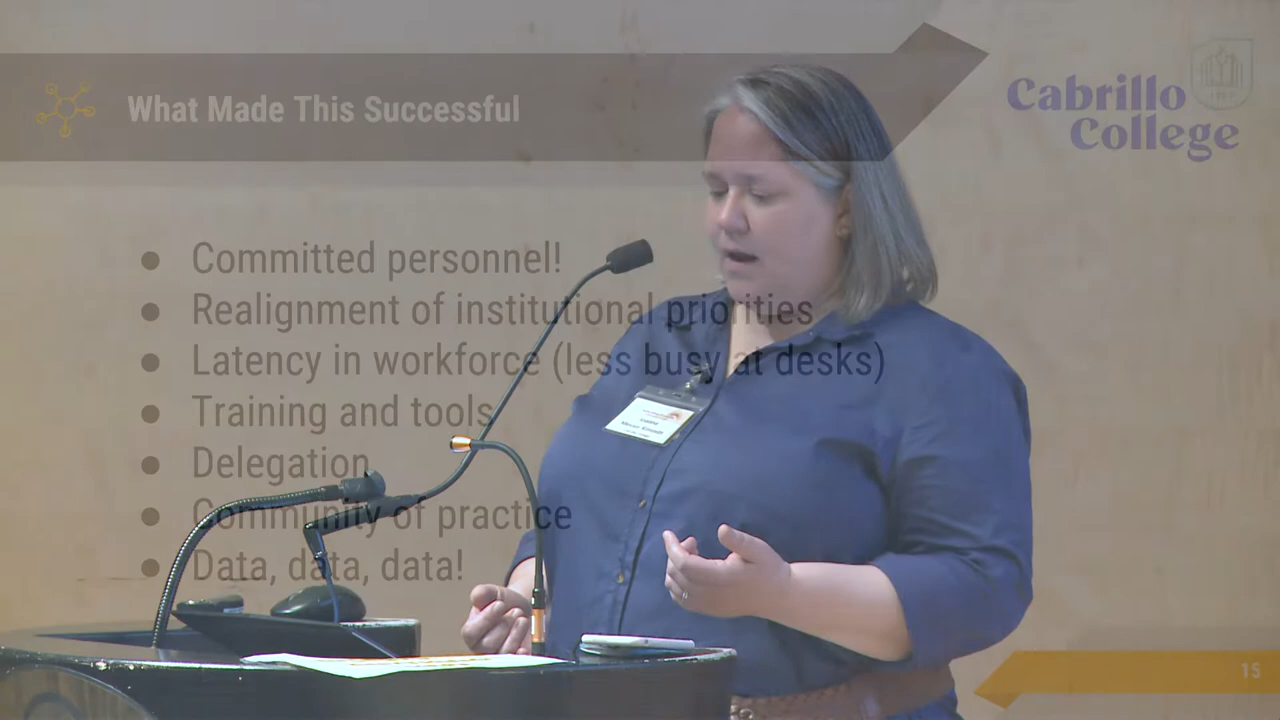 What Made This Successful
Cabrillo
College
● Committed personnel!
● Realignment of institutional priorities
● Latency in workforce (less busy at desks)
● Training and tools
● Delegation
● Community of practice
● Data, data, data!
15